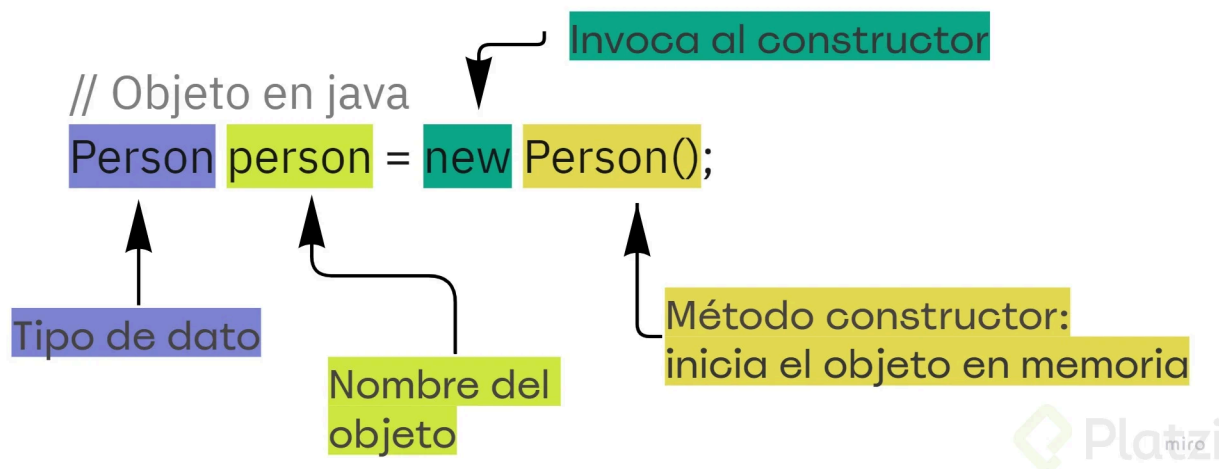 Invoca al constructor
// Objeto en java
Person person = new Person();
Tipo de dato
Nombre del
objeto
Método constructor:
inicia el objeto en memoria
Platzi
miro